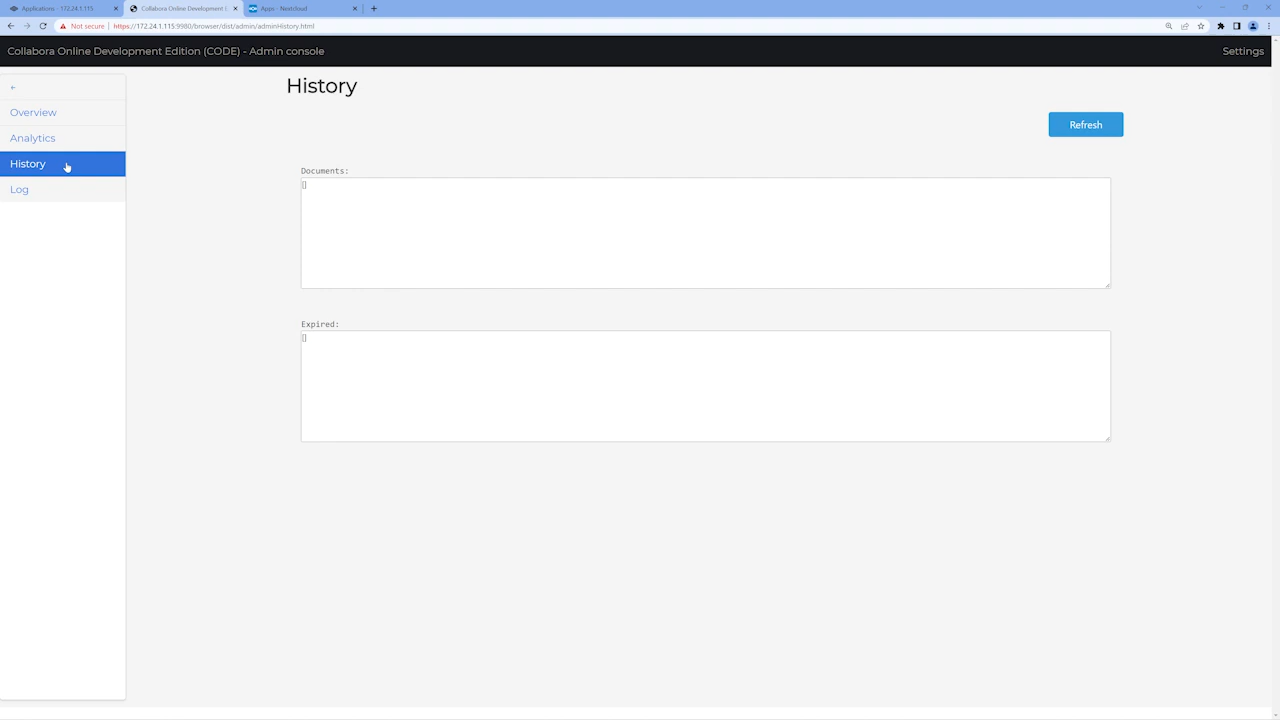 Applications - 172.24.1.115
Collabora Online Development E
Apps - Nextcloud
Not secure
https://172.24.1.115:9980/browser/dist/admin/adminHistory.html
Collabora Online Development Edition (CODE) - Admin console
Settings
←
History
Overview
Refresh
Analytics
History
Documents:
[]
Log
Expired:
[]